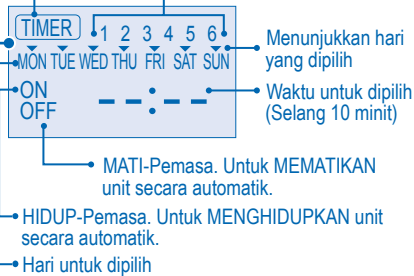 TIMER 1 2 3 4 5 6
MON TUE WED THU FRI SAT SUN
ON
OFF
--:--
Menunjukkan hari
yang dipilih
Waktu untuk dipilih
(Selang 10 minit)
MATI-Pemasa. Untuk MEMATIKAN
unit secara automatik.
HIDUP-Pemasa. Untuk MENGHIDUPKAN unit
secara automatik.
Hari untuk dipilih